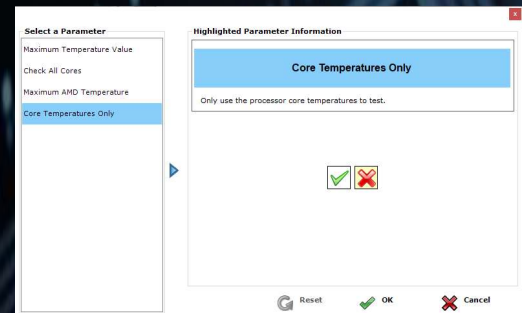 x
Select a Parameter
Maximum Temperature Value
Check All Cores
Maximum AMD Temperature
Core Temperatures Only
Highlighted Parameter Information
Core Temperatures Only
Only use the processor core temperatures to test.
Reset OK Cancel